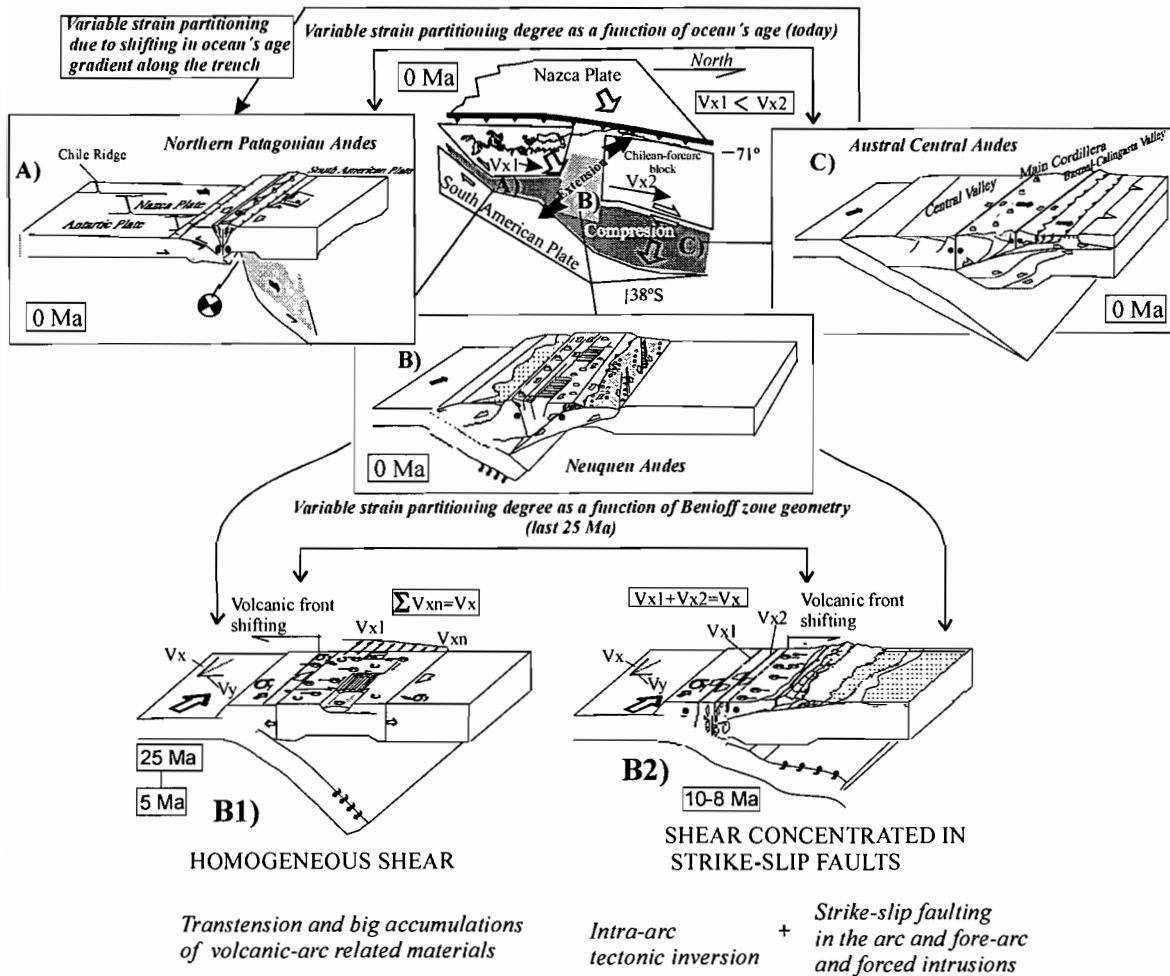 Variable strain partitioning
due to shifting in ocean's age
gradient along the trench
Variable strain partitioning degree as a function of ocean's age (today)
0 Ma
Nazca Plate
North
Vx1 < Vx2
Vx1
Extension
Chilean-forearc
block
Vx2
A)
B)
Compresion
C)
South American Plate
71°
38ºS
A)
Northern Patagonian Andes
Chile Ridge
South American Plate
Nazca Plate
Antartic Plate
0 Ma
C)
Austral Central Andes
Main Cordillera
Central Valley
0 Ma
B)
0 Ma
Neuquen Andes
Variable strain partitioning degree as a function of Benioff zone geometry
(last 25 Ma)
Volcanic front
shifting
∑ Vxn=Vx
Vx1
Vxn
Vx
Vy
25 Ma
5 Ma
B1)
HOMOGENEOUS SHEAR
Transtension and big accumulations
of volcanic-arc related materials
Vx1+Vx2=Vx
Volcanic front
shifting
Vx1
Vx2
Vx
Vy
B2)
10-8 Ma
SHEAR CONCENTRATED IN
STRIKE-SLIP FAULTS
Intra-arc
tectonic inversion
+
Strike-slip faulting
in the arc and fore-arc
and forced intrusions